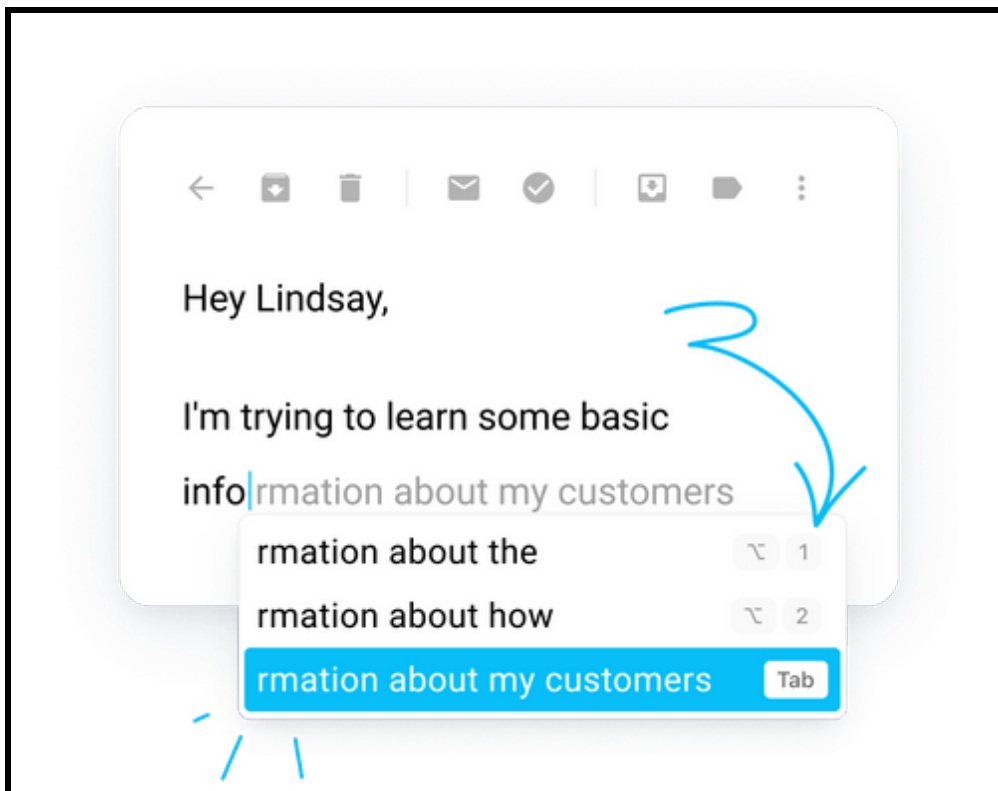 Hey Lindsay,
I'm trying to learn some basic
information about my customers
rmation about the ⌥ 1
rmation about how ⌥ 2
rmation about my customers Tab